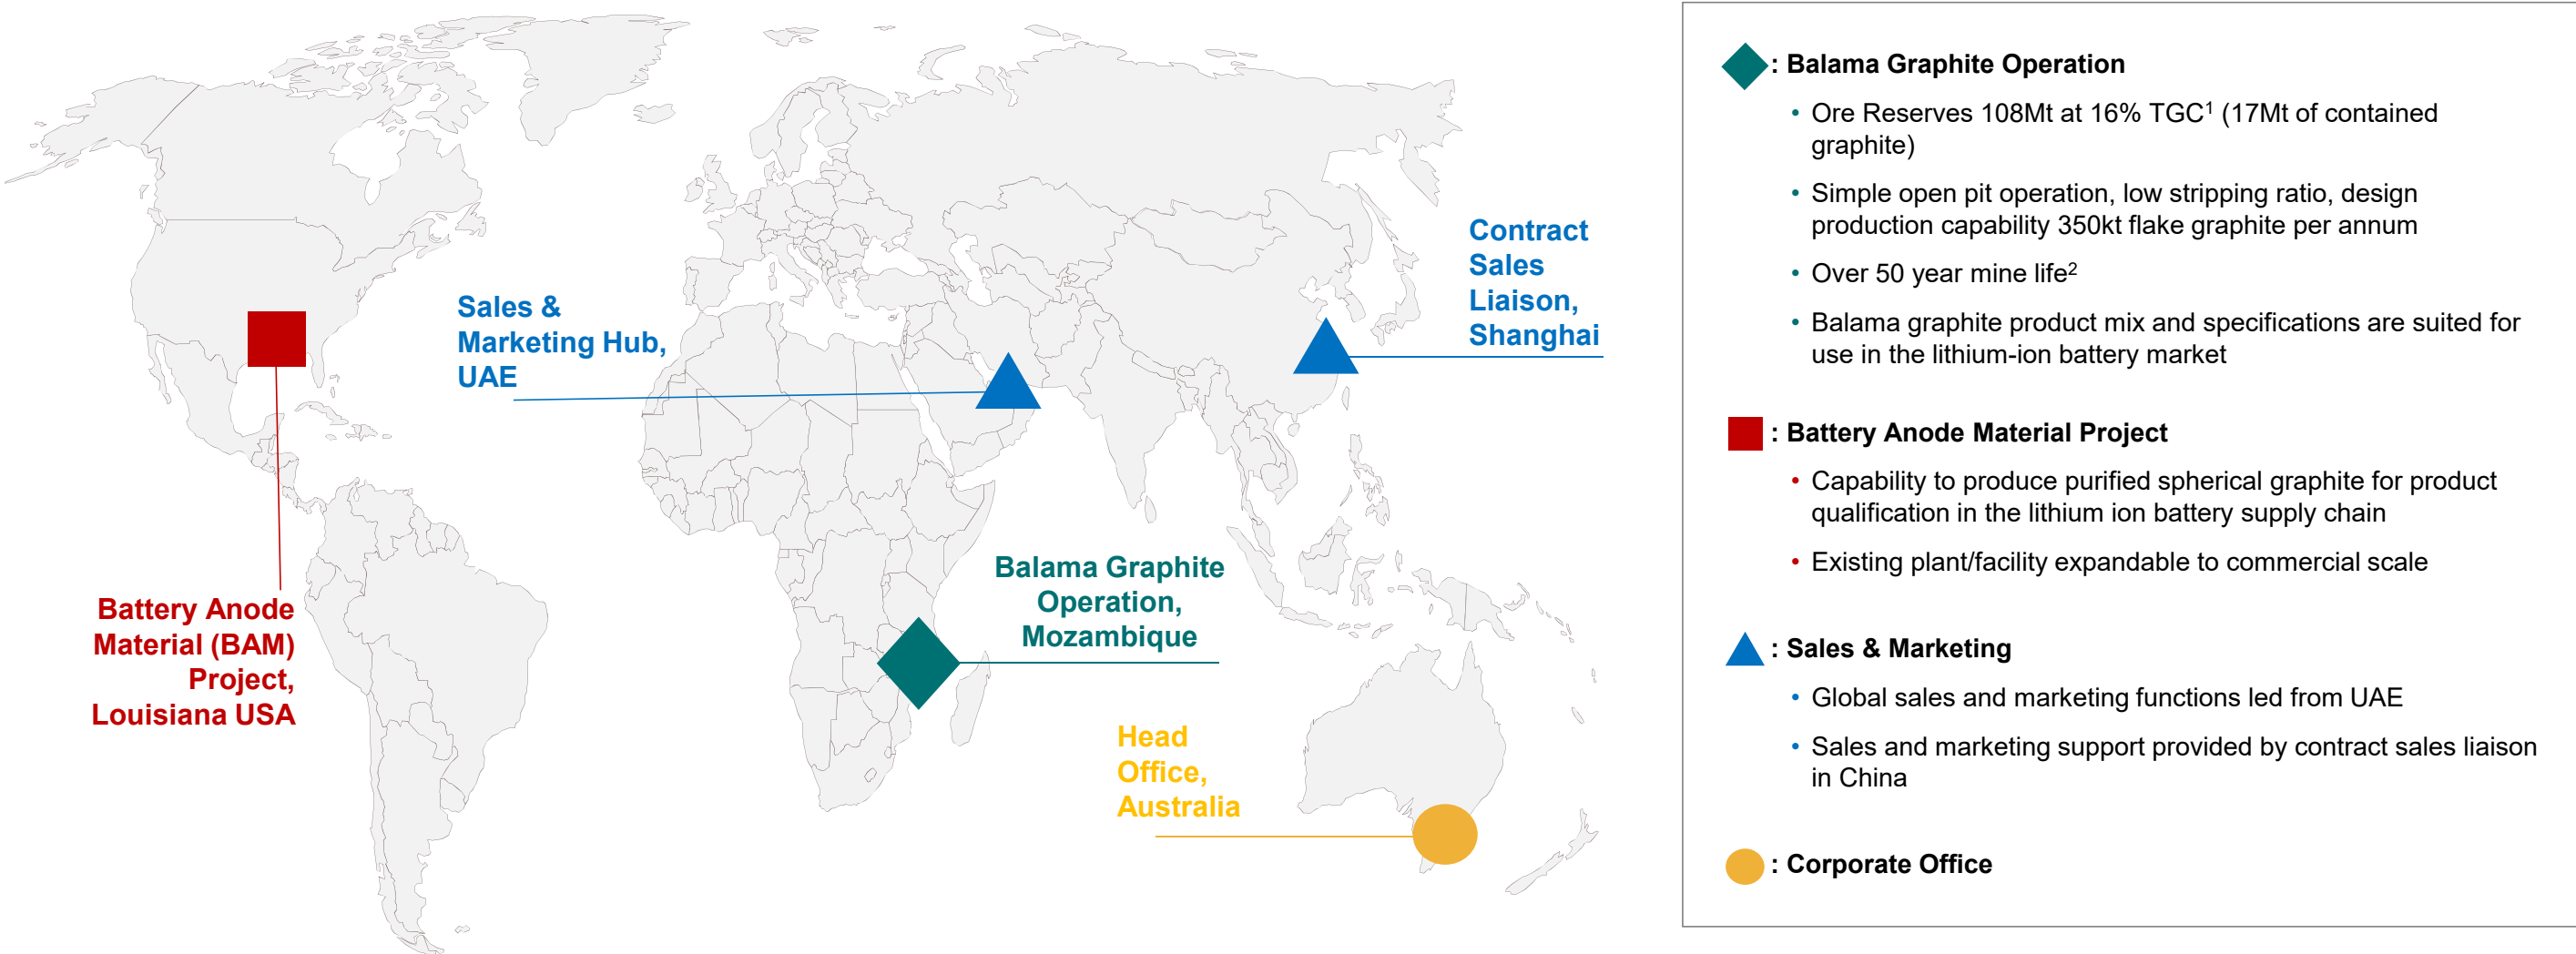 Sales &
Marketing Hub,
UAE
Contract
Sales
Liaison,
Shanghai
Battery Anode
Material (BAM)
Project,
Louisiana USA
Balama Graphite
Operation,
Mozambique
Head
Office,
Australia
: Balama Graphite Operation
• Ore Reserves 108Mt at 16% TGC¹ (17Mt of contained
graphite)
• Simple open pit operation, low stripping ratio, design
production capability 350kt flake graphite per annum
• Over 50 year mine life²
• Balama graphite product mix and specifications are suited for
use in the lithium-ion battery market
: Battery Anode Material Project
• Capability to produce purified spherical graphite for product
qualification in the lithium ion battery supply chain
• Existing plant/facility expandable to commercial scale
: Sales & Marketing
• Global sales and marketing functions led from UAE
• Sales and marketing support provided by contract sales liaison
in China
: Corporate Office